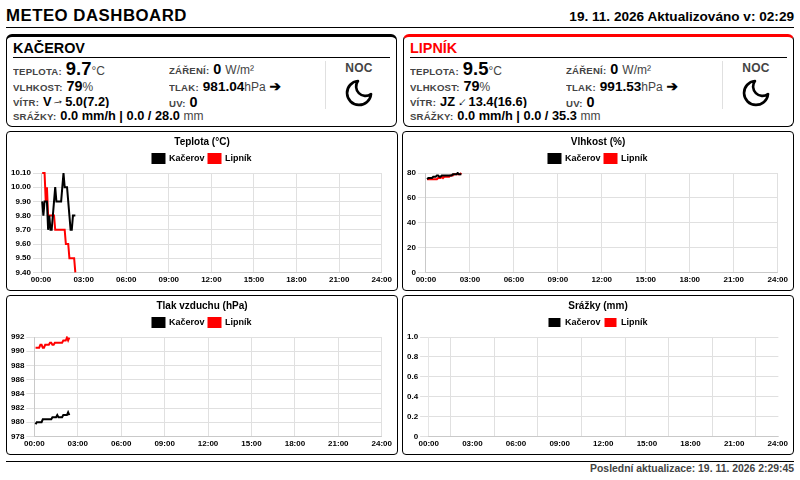 METEO DASHBOARD
19. 11. 2026 Aktualizováno v: 02:29
KAČEROV
TEPLOTA: 9.7°C
ZÁŘENÍ: 0 W/m²
NOC
VLHKOST: 79%
TLAK: 981.04hPa ➔
VÍTR: V → 5.0(7.2)
UV: 0
SRÁŽKY: 0.0 mm/h | 0.0 / 28.0 mm
LIPNÍK
TEPLOTA: 9.5°C
ZÁŘENÍ: 0 W/m²
NOC
VLHKOST: 79%
TLAK: 991.53hPa ➔
VÍTR: JZ ↙ 13.4(16.6)
UV: 0
SRÁŽKY: 0.0 mm/h | 0.0 / 35.3 mm
Teplota (°C)
Kačerov Lipník
10.10
10.00
9.90
9.80
9.70
9.60
9.50
9.40
00:00 03:00 06:00 09:00 12:00 15:00 18:00 21:00 24:00
Vlhkost (%)
Kačerov Lipník
80
60
40
20
0
00:00 03:00 06:00 09:00 12:00 15:00 18:00 21:00 24:00
Tlak vzduchu (hPa)
Kačerov Lipník
992
990
988
986
984
982
980
978
00:00 03:00 06:00 09:00 12:00 15:00 18:00 21:00 24:00
Srážky (mm)
Kačerov Lipník
1.0
0.8
0.6
0.4
0.2
0
00:00 03:00 06:00 09:00 12:00 15:00 18:00 21:00 24:00
Poslední aktualizace: 19. 11. 2026 2:29:45